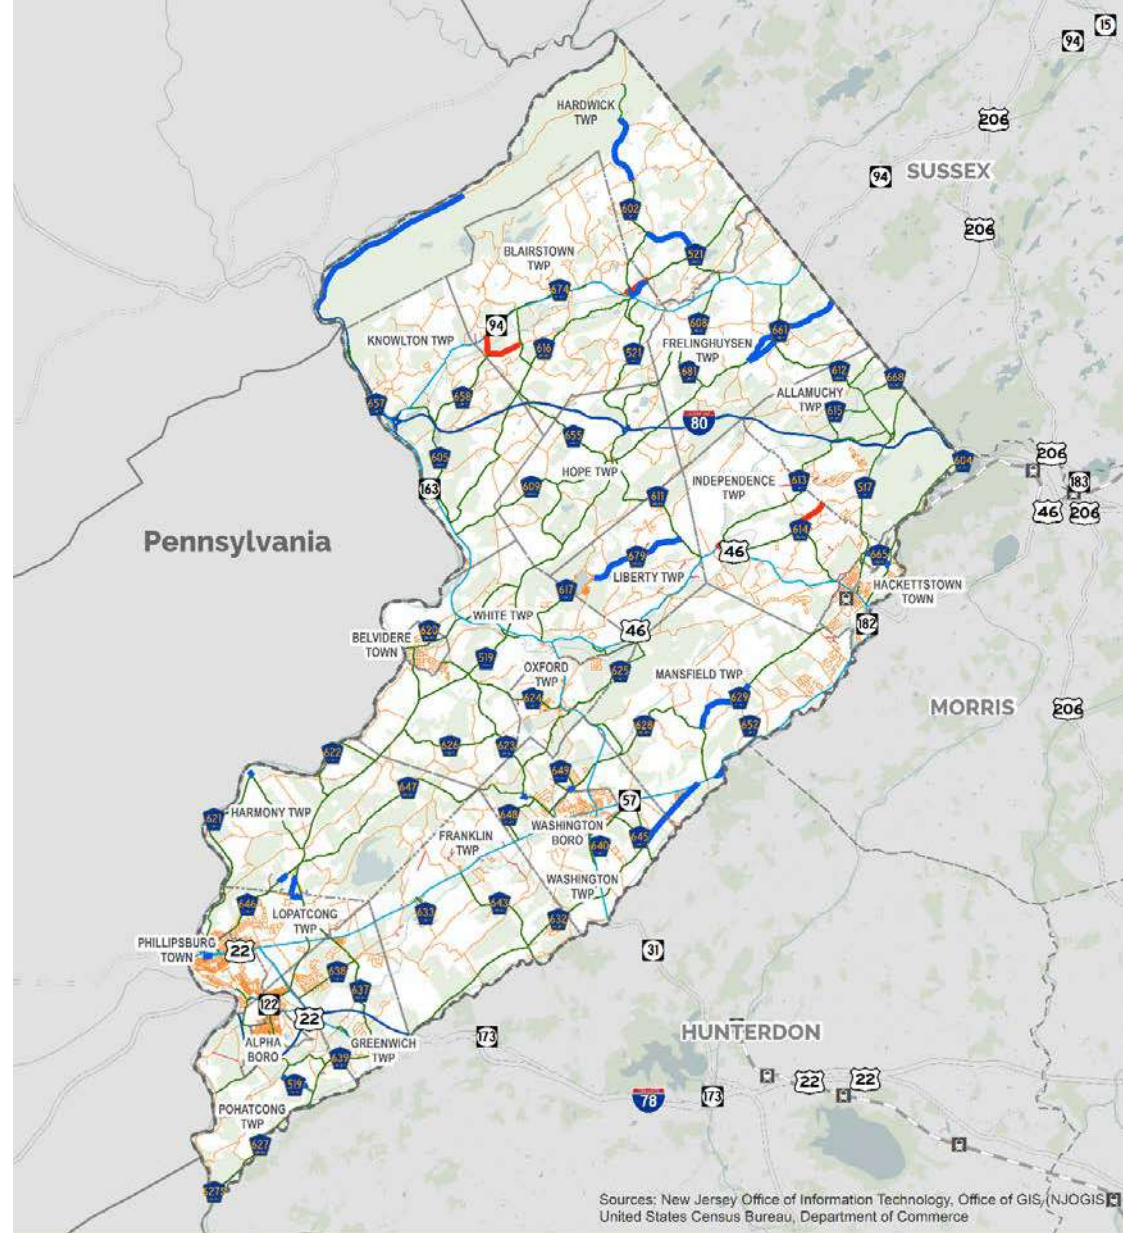 15
94
HARDWICK
TWP
206
94
SUSSEX
602
206
BLAIRSTOWN
TWP
521
674
94
608
661
KNOWLTON TWP
616
521
FRELINGHUYSEN
TWP
681
612
668
658
ALLAMUCHY
TWP
657
615
80
655
605
206
604
HOPE TWP
INDEPENDENCE
TWP
613
183
163
609
611
517
46
206
614
Pennsylvania
46
679
665
LIBERTY TWP
HACKETTSTOWN
TOWN
617
WHITE TWP
182
620
46
BELVIDERE
TOWN
519
OXFORD
TWP
625
MANSFIELD TWP
624
629
MORRIS
206
628
652
622
626
623
649
647
57
HARMONY TWP
621
648
WASHINGTON
BORO
FRANKLIN
TWP
645
640
WASHINGTON
TWP
646
LOPATCONG
TWP
633
643
632
PHILLIPSBURG
TOWN
22
31
638
637
122
22
HUNTERDON
173
ALPHA
BORO
GREENWICH
TWP
639
519
22
22
78
173
POHATCONG
TWP
627
627S
Sources: New Jersey Office of Information Technology, Office of GIS (NJOGIS
United States Census Bureau, Department of Commerce